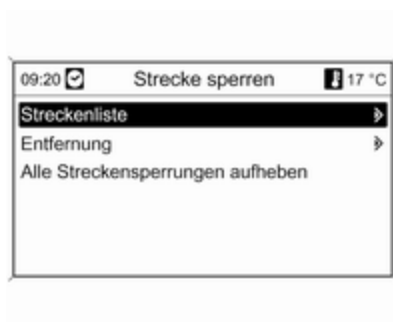 09:20 Strecke sperren 17 °C
Streckenliste
Entfernung
Alle Streckensperrungen aufheben